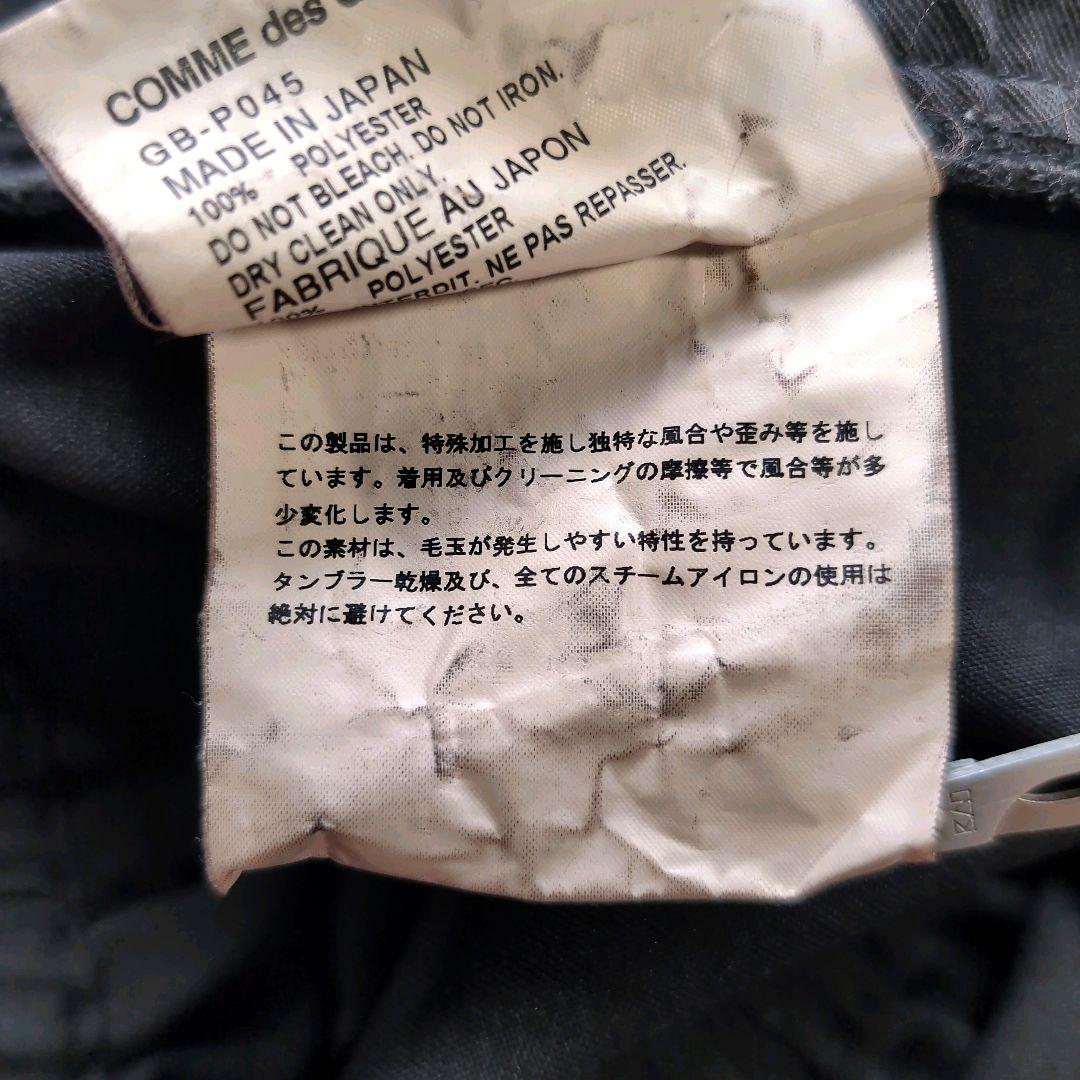 COMME des
GB-P045
MADE IN JAPAN
100% POLYESTER
DO NOT BLEACH. DO NOT IRON.
DRY CLEAN ONLY.
FABRIQUE AU JAPON
100% POLYESTER
INTERDIT. NE PAS REPASSER.
この製品は、特殊加工を施し独特な風合や歪み等を施し
ています。着用及びクリーニングの摩擦等で風合等が多
少変化します。
この素材は、毛玉が発生しやすい特性を持っています。
タンブラー乾燥及び、全てのスチームアイロンの使用は
絶対に避けてください。